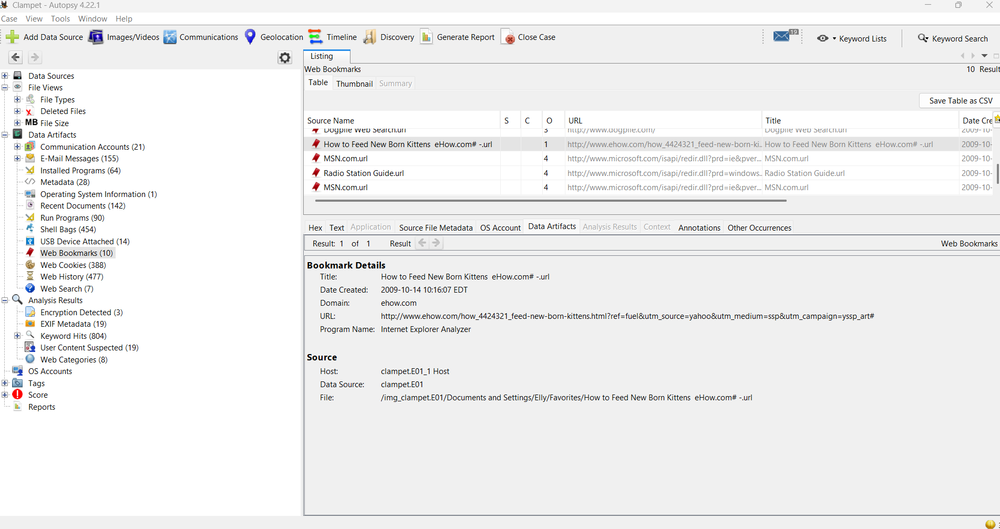 Clampet - Autopsy 4.22.1
Case View Tools Window Help
Add Data Source Images/Videos Communications Geolocation Timeline Discovery Generate Report Close Case 19 Keyword Lists Keyword Search
Listing
Web Bookmarks 10 Result
Table Thumbnail Summary
Save Table as CSV
Source Name S C O URL Title Date Cre
Dogpile Web Search.url 3 http://www.dogpile.com/ Dogpile Web Search.url 2009-10-
How to Feed New Born Kittens eHow.com# -.url 1 http://www.ehow.com/how_4424321_feed-new-born-ki... How to Feed New Born Kittens eHow.com# -.url 2009-10-
MSN.com.url 4 http://www.microsoft.com/isapi/redir.dll?prd=ie&pver... MSN.com.url 2009-10-
Radio Station Guide.url 4 http://www.microsoft.com/isapi/redir.dll?prd=windows... Radio Station Guide.url 2009-10-
MSN.com.url 4 http://www.microsoft.com/isapi/redir.dll?prd=ie&pver... MSN.com.url 2009-10-
Data Sources
File Views
File Types
Deleted Files
MB File Size
Data Artifacts
Communication Accounts (21)
E-Mail Messages (155)
Installed Programs (64)
Metadata (28)
Operating System Information (1)
Recent Documents (142)
Run Programs (90)
Shell Bags (454)
USB Device Attached (14)
Web Bookmarks (10)
Web Cookies (388)
Web History (477)
Web Search (7)
Analysis Results
Encryption Detected (3)
EXIF Metadata (19)
Keyword Hits (804)
User Content Suspected (19)
Web Categories (8)
OS Accounts
Tags
Score
Reports
Hex Text Application Source File Metadata OS Account Data Artifacts Analysis Results Context Annotations Other Occurrences
Result: 1 of 1 Result Web Bookmarks
Bookmark Details
Title: How to Feed New Born Kittens eHow.com# -.url
Date Created: 2009-10-14 10:16:07 EDT
Domain: ehow.com
URL: http://www.ehow.com/how_4424321_feed-new-born-kittens.html?ref=fuel&utm_source=yahoo&utm_medium=ssp&utm_campaign=yssp_art#
Program Name: Internet Explorer Analyzer
Source
Host: clampet.E01_1 Host
Data Source: clampet.E01
File: /img_clampet.E01/Documents and Settings/Elly/Favorites/How to Feed New Born Kittens eHow.com# -.url